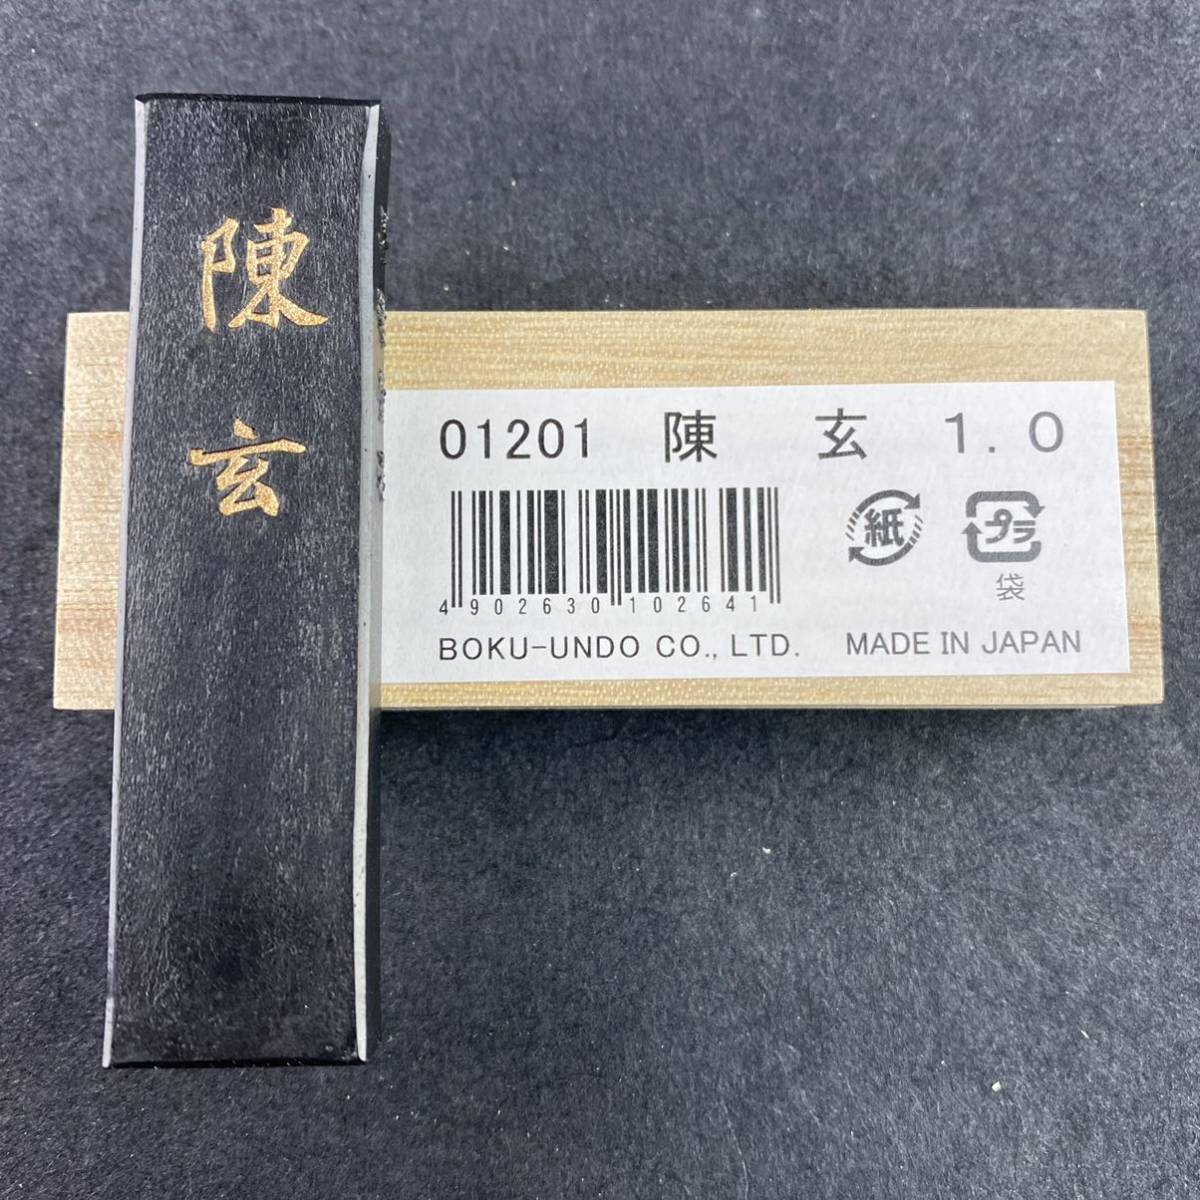 陳玄
01201 陳 玄 1.0
紙 プラ
袋
4 902630 102641
BOKU-UNDO CO., LTD. MADE IN JAPAN